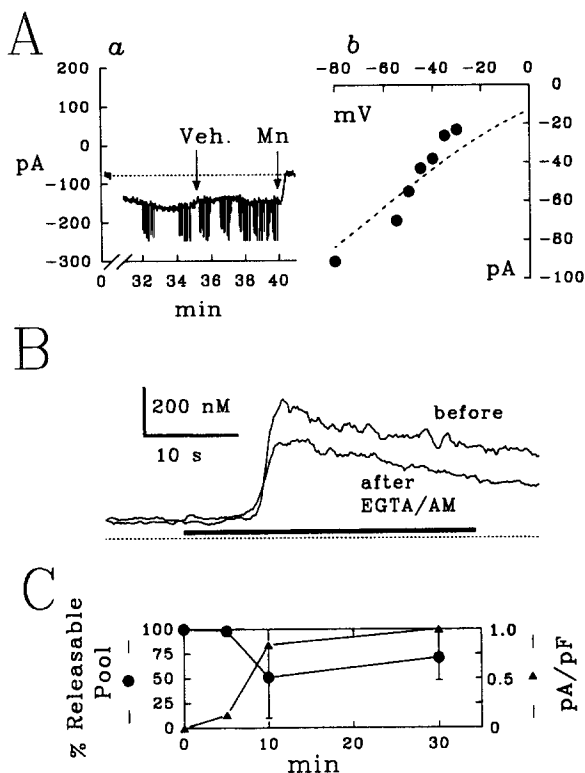 A
a
200
100
0
pA
-100
-200
-300
Veh.
Mn
0
32
34
36
38
40
min
b
-80
-60
-40
-20
0
mV
0
-20
-40
-60
-80
-100
pA
B
200 nM
10 s
before
after
EGTA/AM
C
% Releasable
Pool
100
75
50
25
0
1.0
0.5
0
pA/pF
0
10
20
30
min